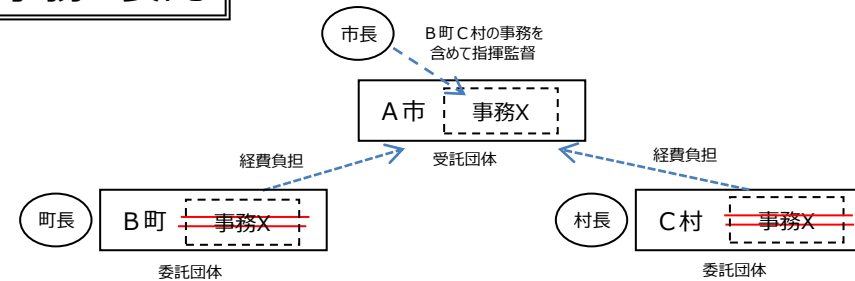 市長
B町C村の事務を
含めて指揮監督
A市
事務X
受託団体
経費負担
経費負担
町長
B町
事務X
委託団体
村長
C村
事務X
委託団体